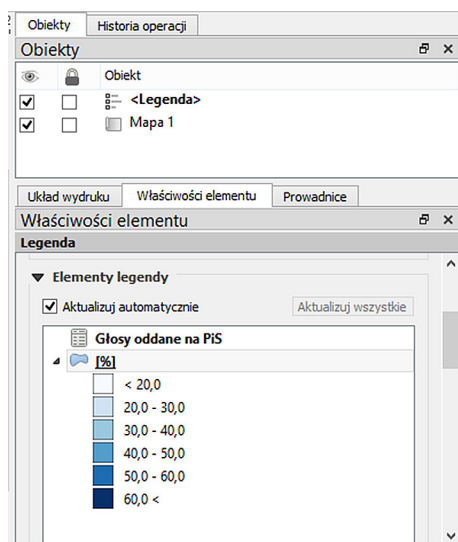 Obiekty Historia operacji
Obiekty
Obiekt
<Legenda>
Mapa 1
Układ wydruku Właściwości elementu Prowadnice
Właściwości elementu
Legenda
Elementy legendy
Aktualizuj automatycznie Aktualizuj wszystkie
Głosy oddane na PiS
[%]
< 20,0
20,0 - 30,0
30,0 - 40,0
40,0 - 50,0
50,0 - 60,0
60,0 <